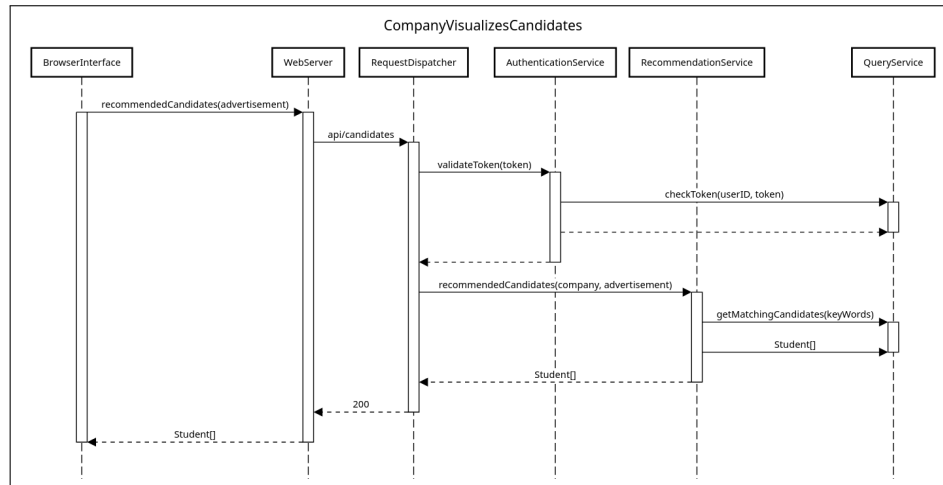 CompanyVisualizesCandidates
BrowserInterface
WebServer
RequestDispatcher
AuthenticationService
RecommendationService
QueryService
recommendedCandidates(advertisement)
api/candidates
validateToken(token)
checkToken(userID, token)
recommendedCandidates(company, advertisement)
getMatchingCandidates(keyWords)
Student[]
Student[]
200
Student[]